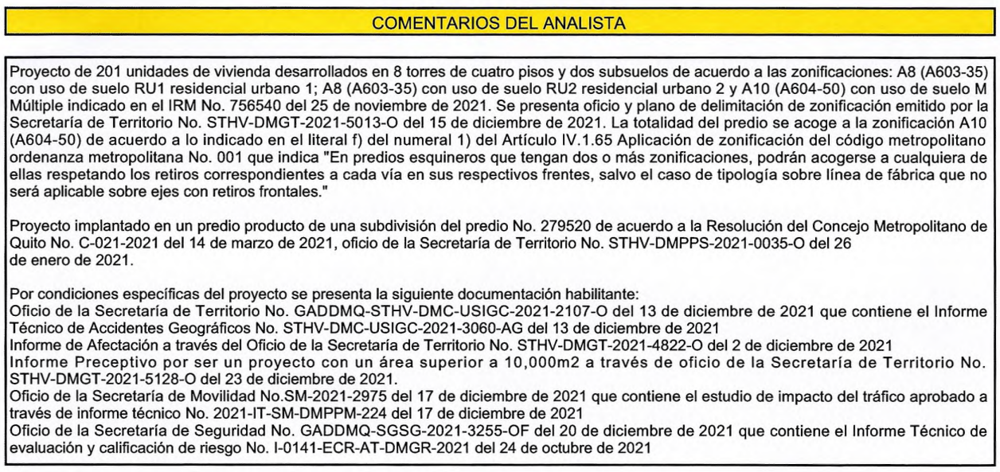 COMENTARIOS DEL ANALISTA
Proyecto de 201 unidades de vivienda desarrollados en 8 torres de cuatro pisos y dos subsuelos de acuerdo a las zonificaciones: A8 (A603-35)
con uso de suelo RU1 residencial urbano 1; A8 (A603-35) con uso de suelo RU2 residencial urbano 2 y A10 (A604-50) con uso de suelo M
Múltiple indicado en el IRM No. 756540 del 25 de noviembre de 2021. Se presenta oficio y plano de delimitación de zonificación emitido por la
Secretaría de Territorio No. STHV-DMGT-2021-5013-O del 15 de diciembre de 2021. La totalidad del predio se acoge a la zonificación A10
(A604-50) de acuerdo a lo indicado en el literal f) del numeral 1) del Artículo IV.1.65 Aplicación de zonificación del código metropolitano
ordenanza metropolitana No. 001 que indica "En predios esquineros que tengan dos o más zonificaciones, podrán acogerse a cualquiera de
ellas respetando los retiros correspondientes a cada vía en sus respectivos frentes, salvo el caso de tipología sobre línea de fábrica que no
será aplicable sobre ejes con retiros frontales."
Proyecto implantado en un predio producto de una subdivisión del predio No. 279520 de acuerdo a la Resolución del Concejo Metropolitano de
Quito No. C-021-2021 del 14 de marzo de 2021, oficio de la Secretaría de Territorio No. STHV-DMPPS-2021-0035-O del 26
de enero de 2021.
Por condiciones específicas del proyecto se presenta la siguiente documentación habilitante:
Oficio de la Secretaría de Territorio No. GADDMQ-STHV-DMC-USIGC-2021-2107-O del 13 de diciembre de 2021 que contiene el Informe
Técnico de Accidentes Geográficos No. STHV-DMC-USIGC-2021-3060-AG del 13 de diciembre de 2021
Informe de Afectación a través del Oficio de la Secretaría de Territorio No. STHV-DMGT-2021-4822-O del 2 de diciembre de 2021
Informe Preceptivo por ser un proyecto con un área superior a 10,000m2 a través de oficio de la Secretaría de Territorio No.
STHV-DMGT-2021-5128-O del 23 de diciembre de 2021.
Oficio de la Secretaría de Movilidad No.SM-2021-2975 del 17 de diciembre de 2021 que contiene el estudio de impacto del tráfico aprobado a
través de informe técnico No. 2021-IT-SM-DMPPM-224 del 17 de diciembre de 2021
Oficio de la Secretaría de Seguridad No. GADDMQ-SGSG-2021-3255-OF del 20 de diciembre de 2021 que contiene el Informe Técnico de
evaluación y calificación de riesgo No. I-0141-ECR-AT-DMGR-2021 del 24 de octubre de 2021